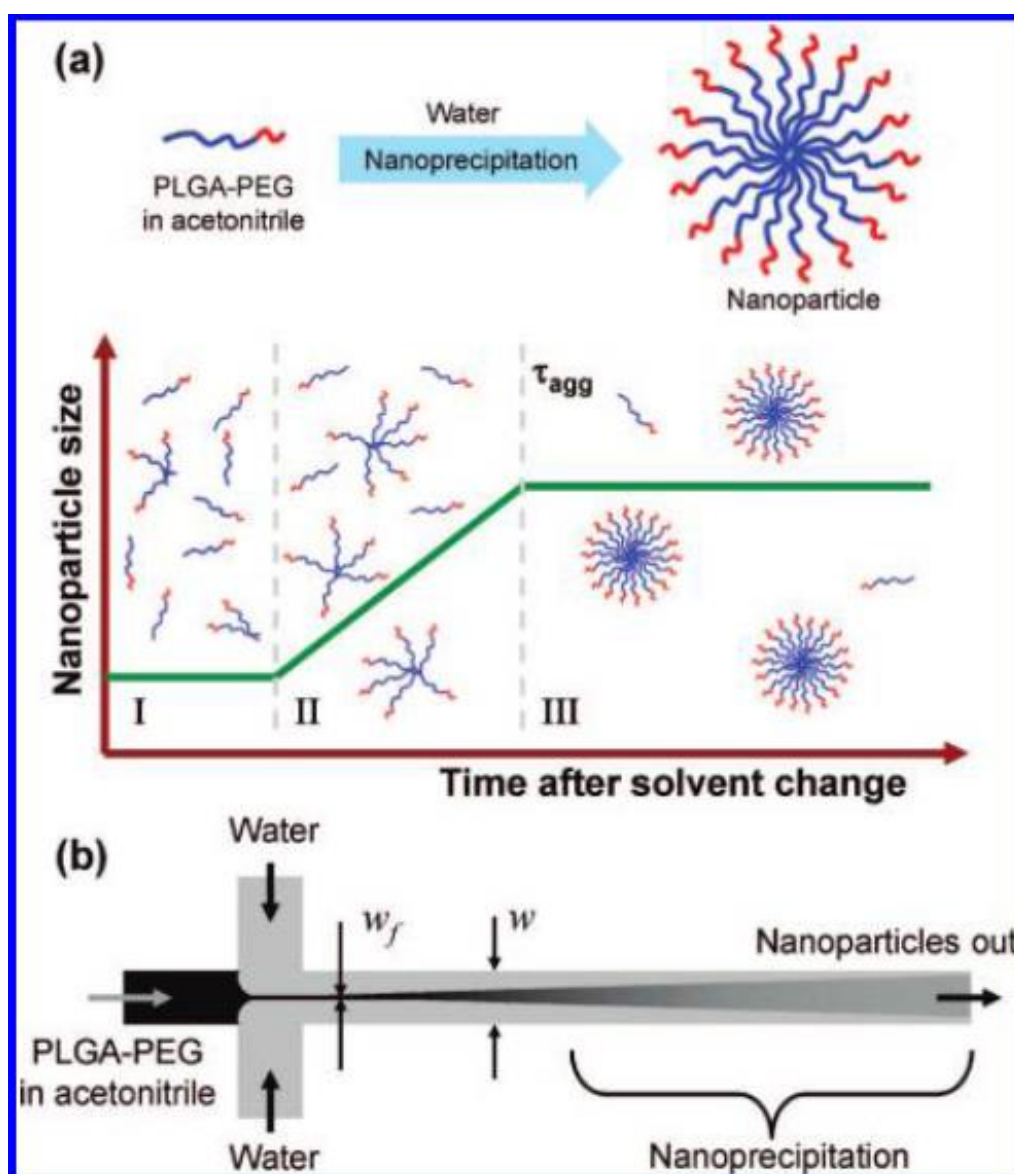 (a)
Water
Nanoprecipitation
PLGA-PEG
in acetonitrile
Nanoparticle
Nanoparticle size
τagg
I
II
III
Time after solvent change
(b)
Water
wf
w
Nanoparticles out
PLGA-PEG
in acetonitrile
Water
Nanoprecipitation